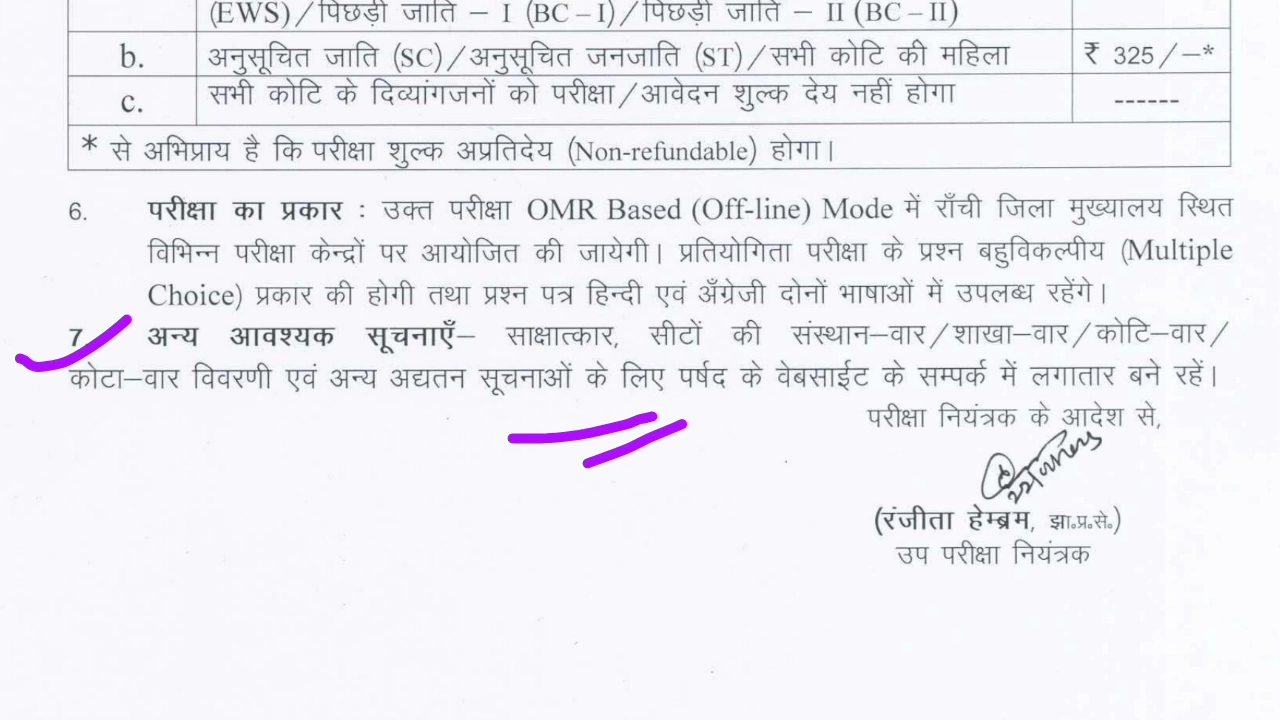 (EWS)/पिछड़ी जाति – I (BC – I)/पिछड़ी जाति – II (BC – II)
b. अनुसूचित जाति (SC)/अनुसूचित जनजाति (ST)/सभी कोटि की महिला ₹ 325/–*
c. सभी कोटि के दिव्यांगजनों को परीक्षा/आवेदन शुल्क देय नहीं होगा ------
* से अभिप्राय है कि परीक्षा शुल्क अप्रतिदेय (Non-refundable) होगा।
6. परीक्षा का प्रकार : उक्त परीक्षा OMR Based (Off-line) Mode में राँची जिला मुख्यालय स्थित
विभिन्न परीक्षा केन्द्रों पर आयोजित की जायेगी। प्रतियोगिता परीक्षा के प्रश्न बहुविकल्पीय (Multiple
Choice) प्रकार की होगी तथा प्रश्न पत्र हिन्दी एवं अँग्रेजी दोनों भाषाओं में उपलब्ध रहेंगे।
7. अन्य आवश्यक सूचनाएँ– साक्षात्कार, सीटों की संस्थान–वार/शाखा–वार/कोटि–वार/
कोटा–वार विवरणी एवं अन्य अद्यतन सूचनाओं के लिए पर्षद के वेबसाईट के सम्पर्क में लगातार बने रहें।
परीक्षा नियंत्रक के आदेश से,
(रंजीता हेम्ब्रम, झा०प्र०से०)
उप परीक्षा नियंत्रक